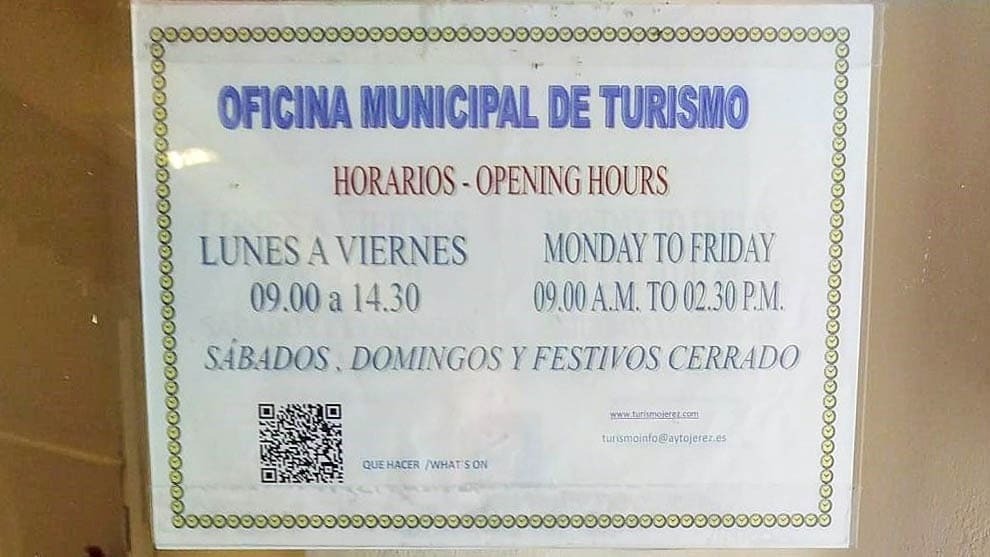 OFICINA MUNICIPAL DE TURISMO
HORARIOS - OPENING HOURS
LUNES A VIERNES
09.00 a 14.30
MONDAY TO FRIDAY
09.00 A.M. TO 02.30 P.M.
SÁBADOS , DOMINGOS Y FESTIVOS CERRADO
www.turismojerez.com
turismoinfo@aytojerez.es
QUE HACER /WHAT´S ON